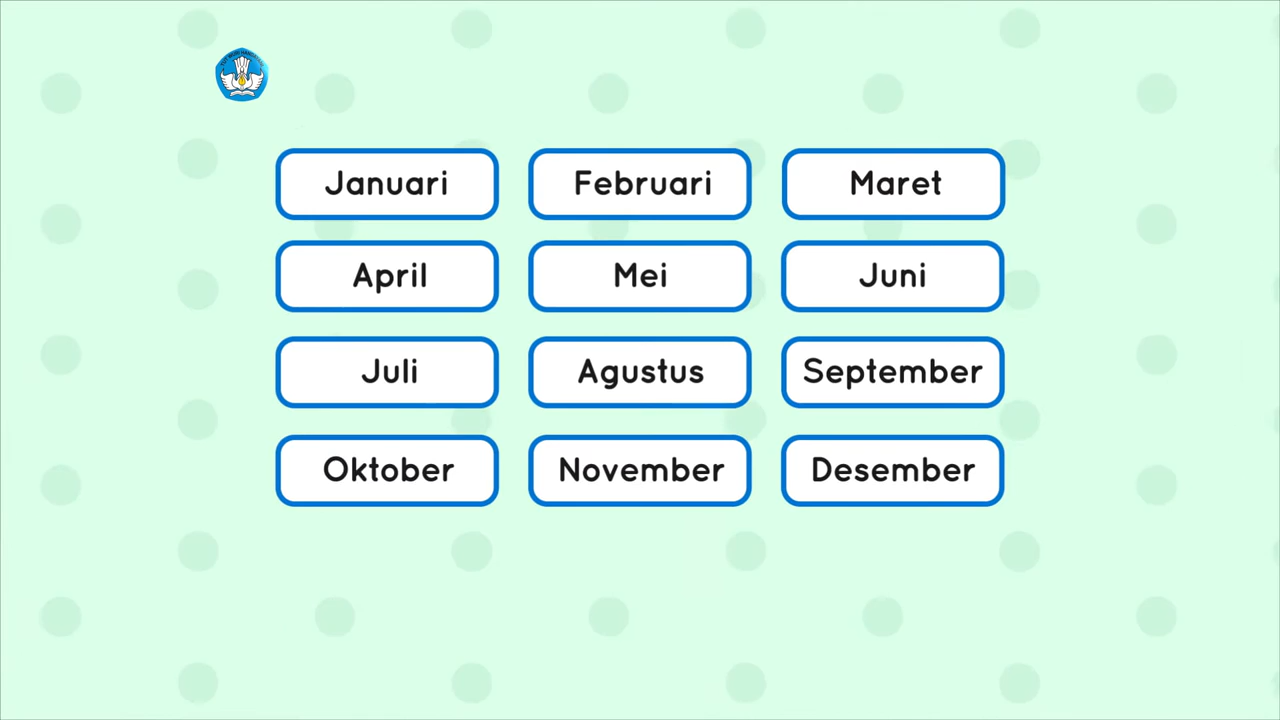 Januari Februari Maret
April Mei Juni
Juli Agustus September
Oktober November Desember